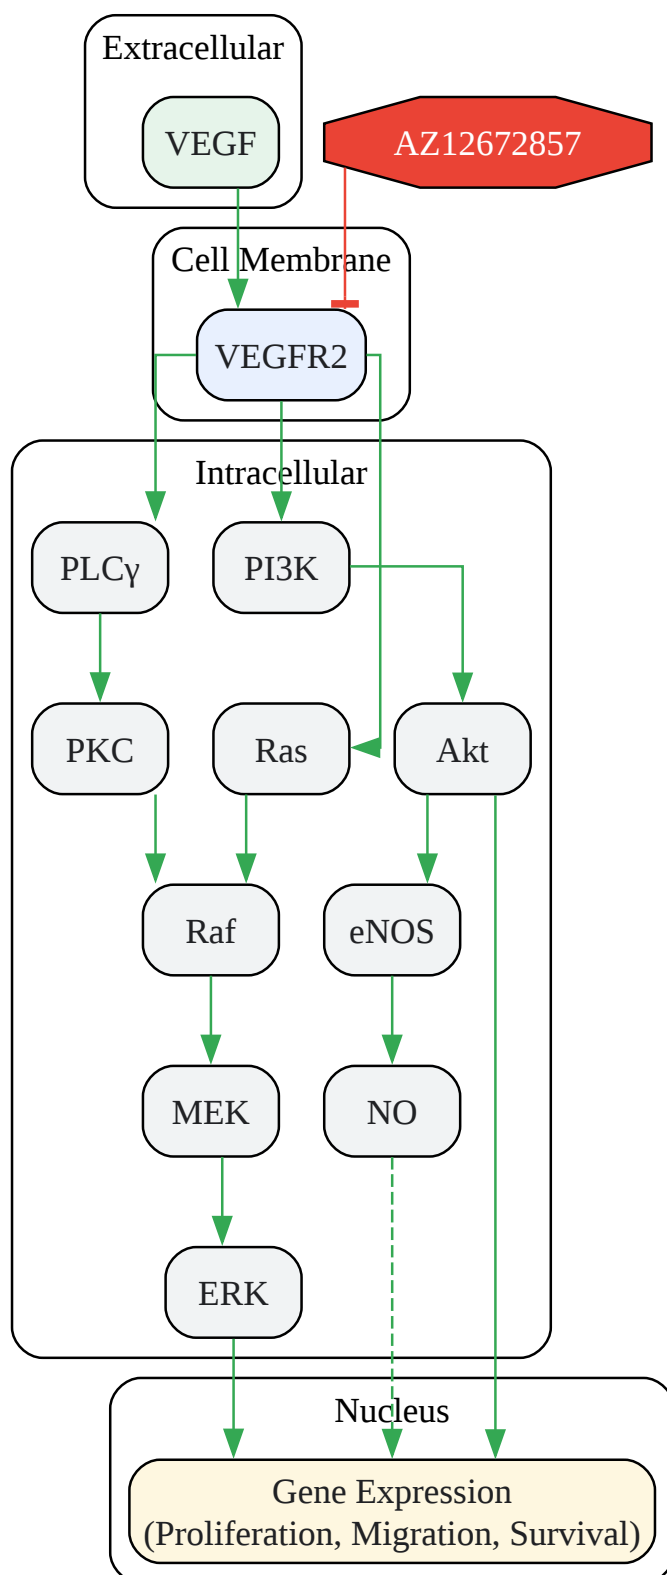 Extracellular
VEGF
AZ12672857
Cell Membrane
VEGFR2
Intracellular
PLCγ
PI3K
PKC
Ras
Akt
Raf
eNOS
MEK
NO
ERK
Nucleus
Gene Expression
(Proliferation, Migration, Survival)